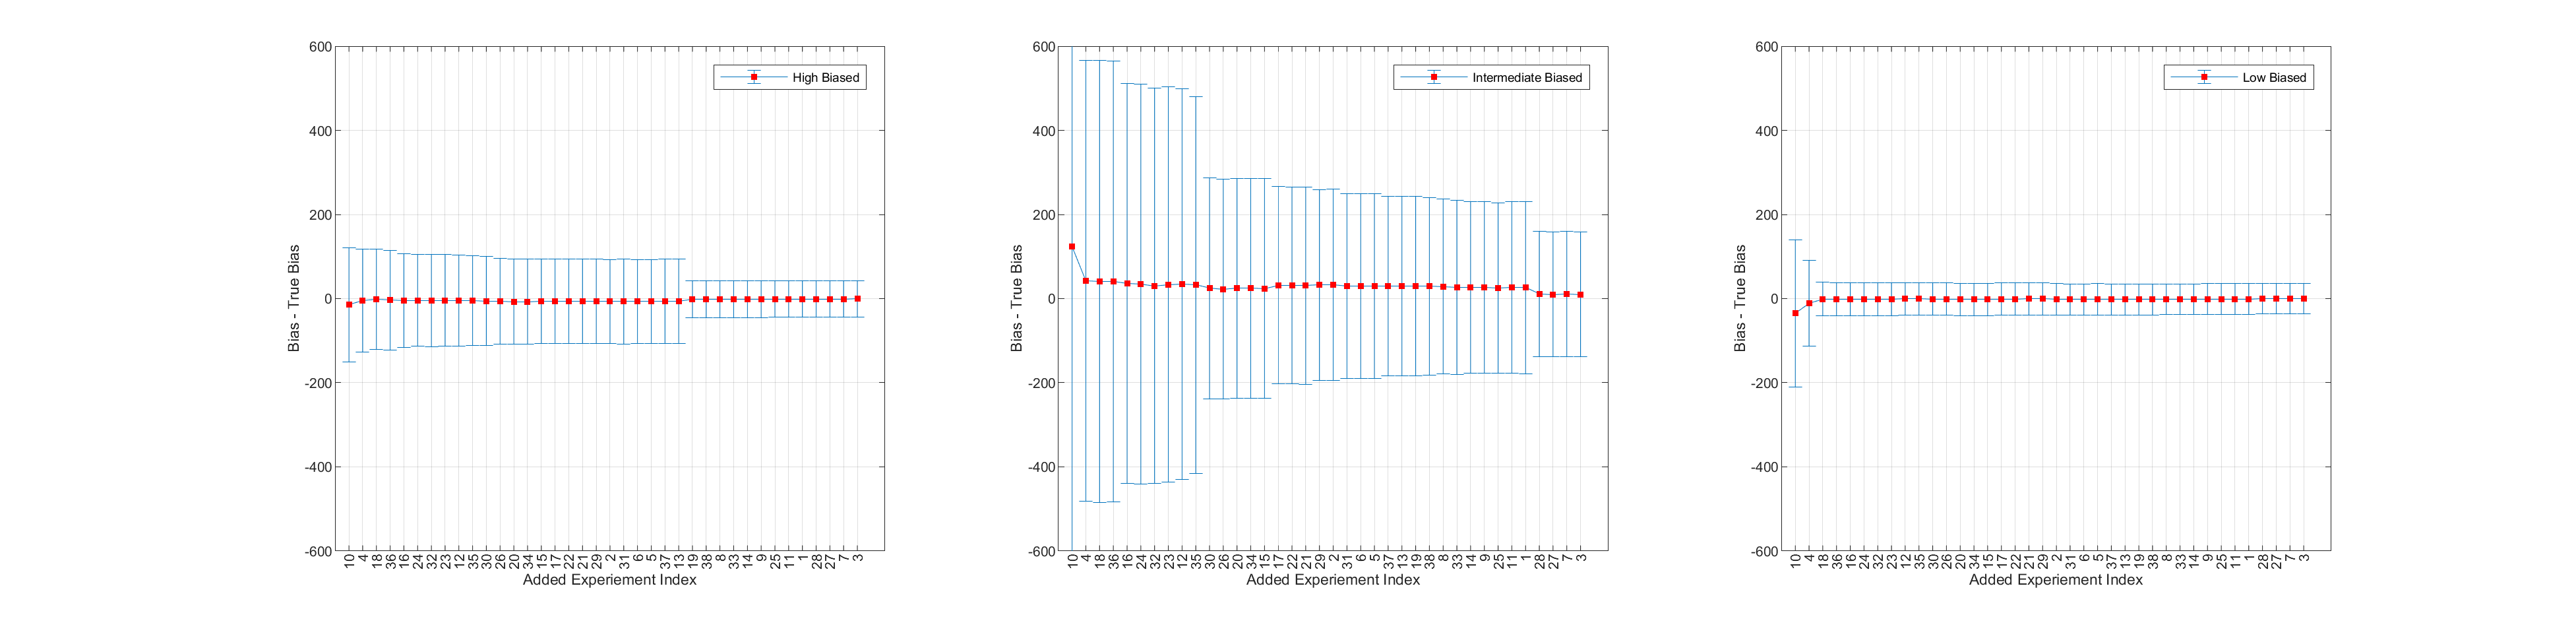 High Biased
600
400
200
0
-200
-400
-600
Bias - True Bias
10 4 18 36 16 24 32 23 12 35 30 26 20 34 15 17 22 21 29 2 31 6 5 37 13 19 38 8 33 14 9 25 11 1 28 27 7 3
Added Experiement Index
Intermediate Biased
600
400
200
0
-200
-400
-600
Bias - True Bias
10 4 18 36 16 24 32 23 12 35 30 26 20 34 15 17 22 21 29 2 31 6 5 37 13 19 38 8 33 14 9 25 11 1 28 27 7 3
Added Experiement Index
Low Biased
600
400
200
0
-200
-400
-600
Bias - True Bias
10 4 18 36 16 24 32 23 12 35 30 26 20 34 15 17 22 21 29 2 31 6 5 37 13 19 38 8 33 14 9 25 11 1 28 27 7 3
Added Experiement Index